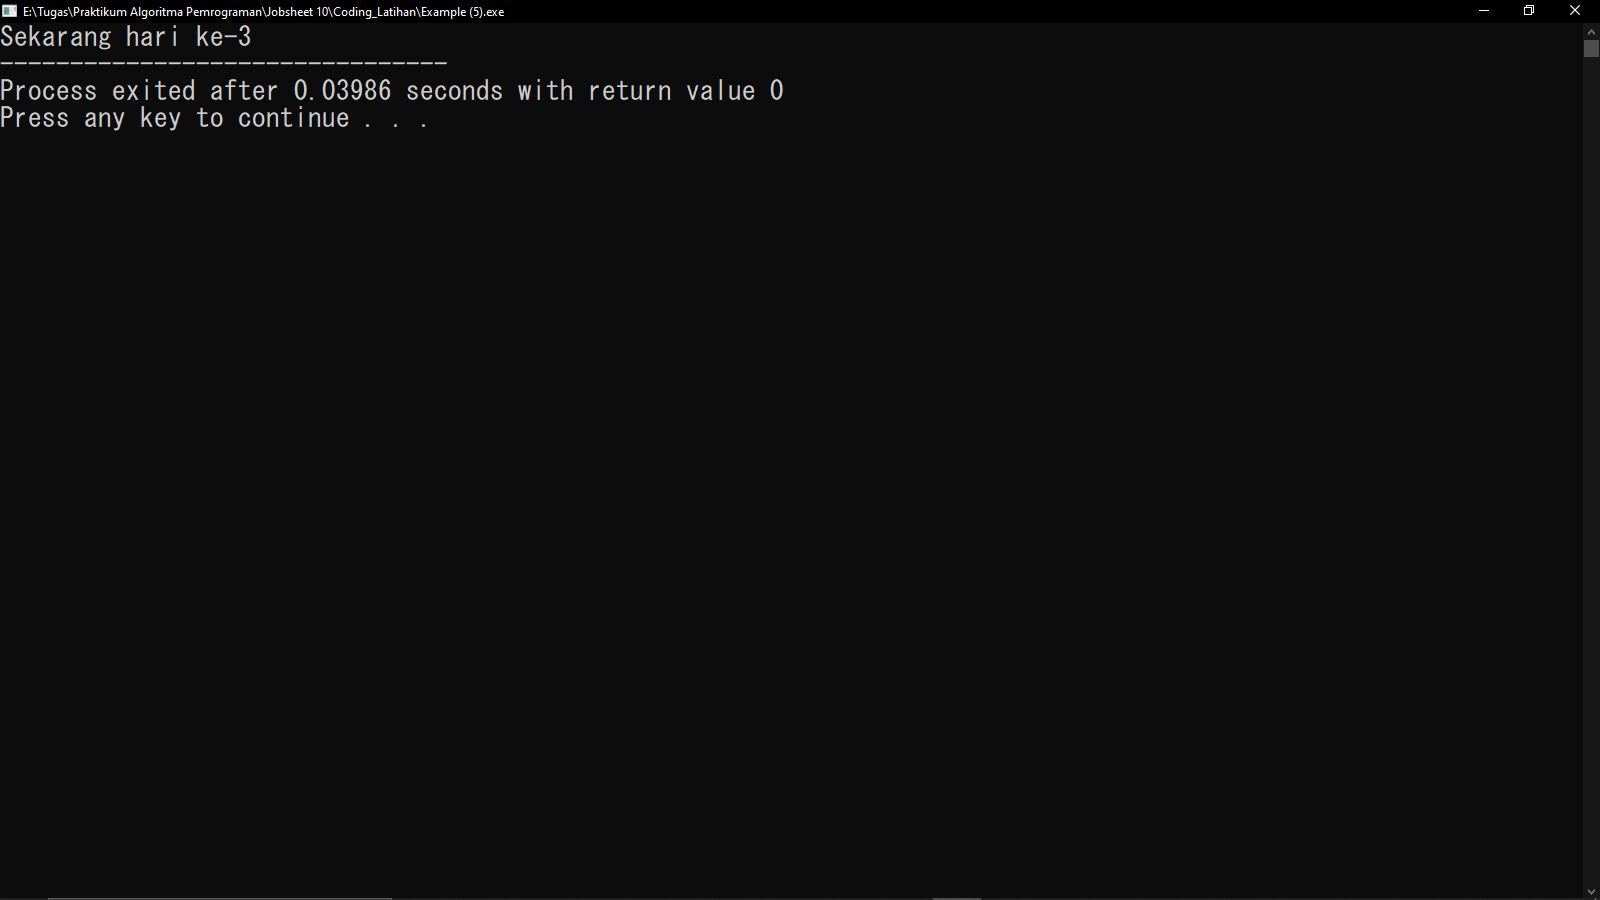 E:\Tugas\Praktikum Algoritma Pemrograman\Jobsheet 10\Coding_Latihan\Example (5).exe
Sekarang hari ke-3
--------------------------------
Process exited after 0.03986 seconds with return value 0
Press any key to continue . . .